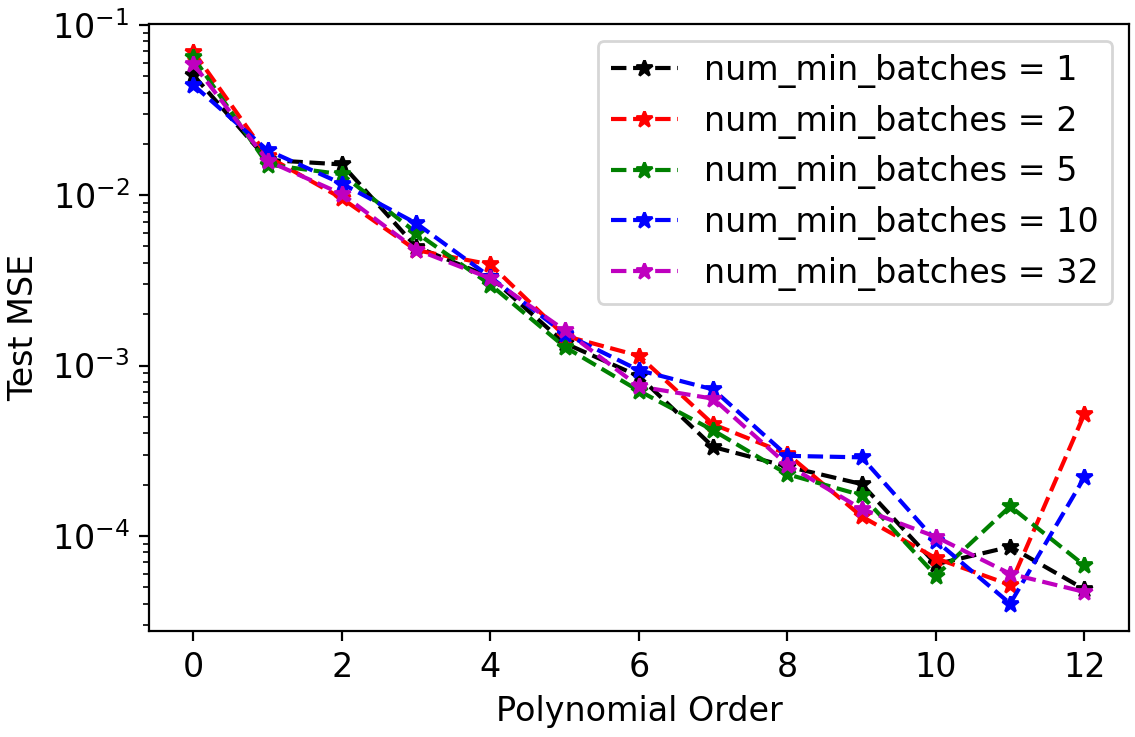 10⁻¹
10⁻²
10⁻³
10⁻⁴
Test MSE
num_min_batches = 1
num_min_batches = 2
num_min_batches = 5
num_min_batches = 10
num_min_batches = 32
0 2 4 6 8 10 12
Polynomial Order